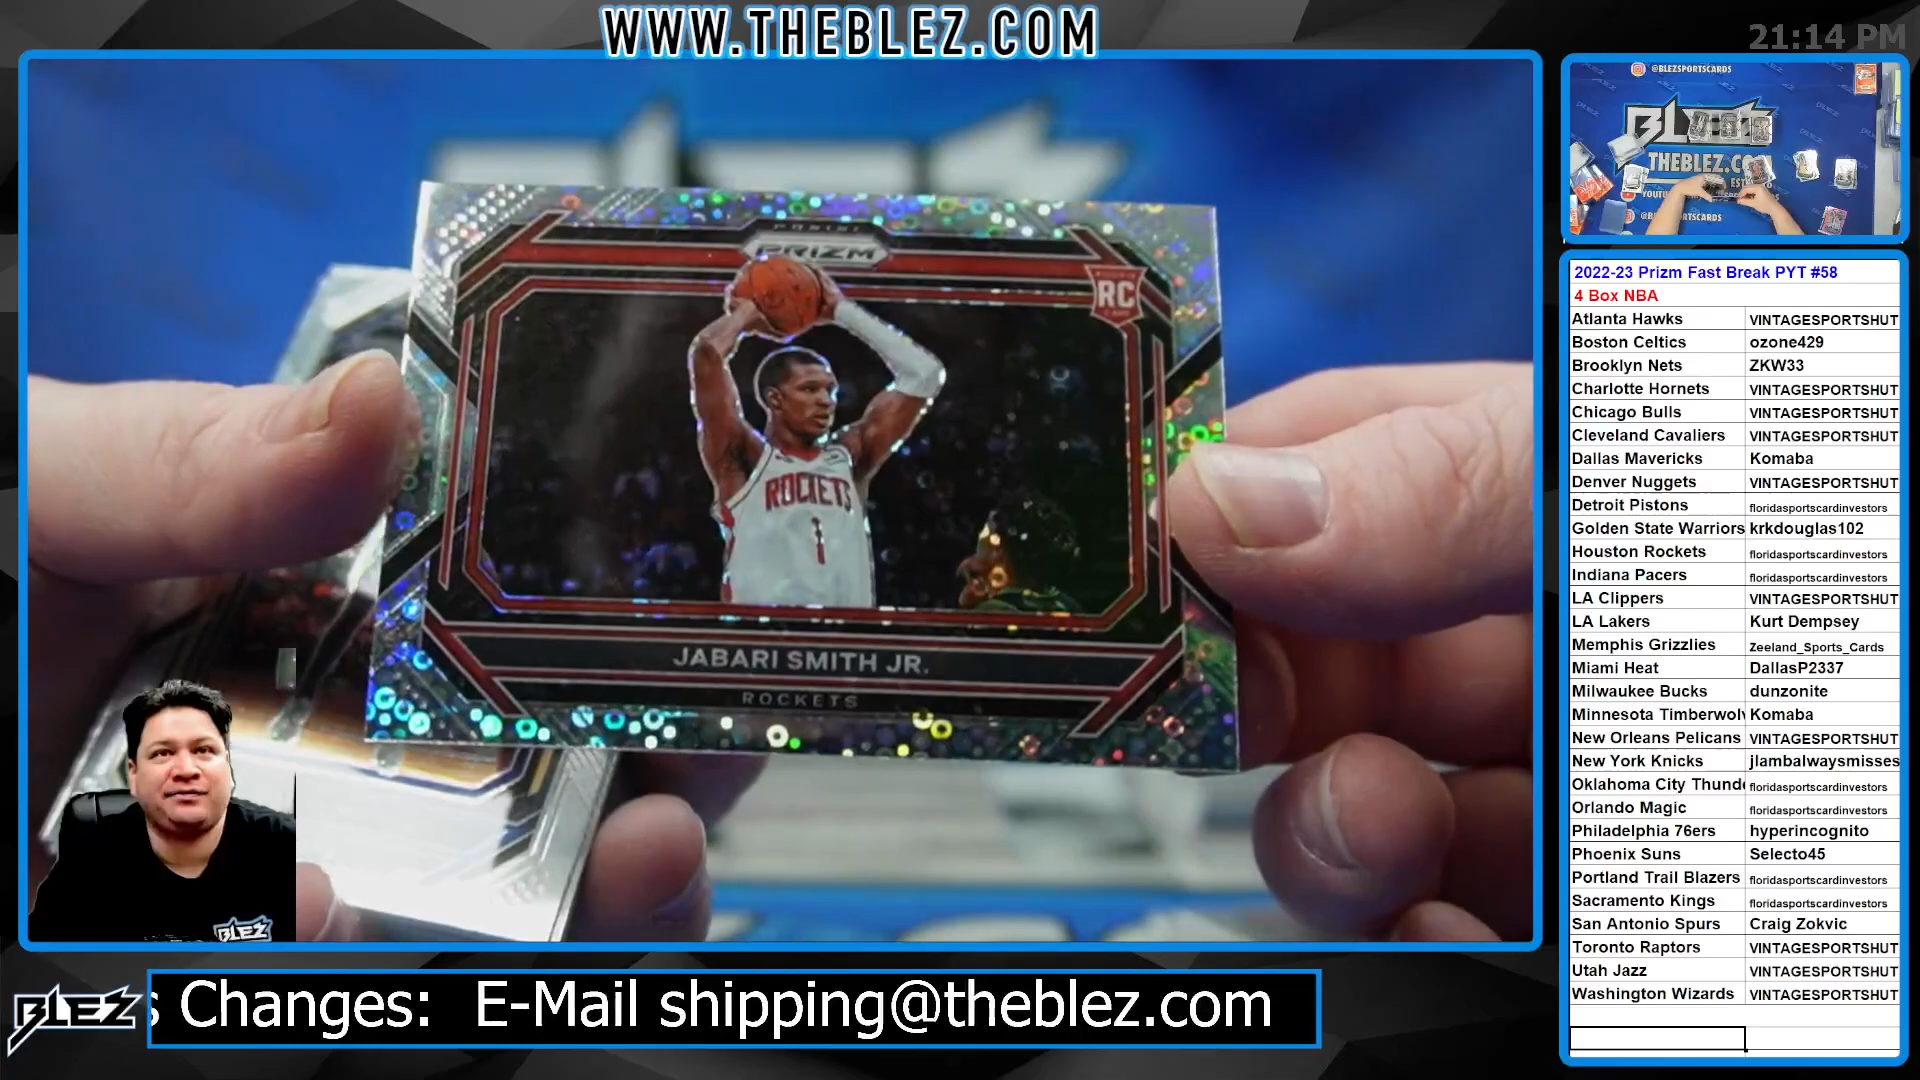 WWW.THEBLEZ.COM
21:14 PM
PANINI
PRIZM
RC
ROCKETS
1
JABARI SMITH JR.
ROCKETS
BLEZ
BLEZ
s Changes: E-Mail shipping@theblez.com
@BLEZSPORTSCARDS
THEBLEZ.CO
@BLEZSPORTSCARDS
2022-23 Prizm Fast Break PYT #58
4 Box NBA
Atlanta Hawks VINTAGESPORTSHUT
Boston Celtics ozone429
Brooklyn Nets ZKW33
Charlotte Hornets VINTAGESPORTSHUT
Chicago Bulls VINTAGESPORTSHUT
Cleveland Cavaliers VINTAGESPORTSHUT
Dallas Mavericks Komaba
Denver Nuggets VINTAGESPORTSHUT
Detroit Pistons floridasportscardinvestors
Golden State Warriors krkdouglas102
Houston Rockets floridasportscardinvestors
Indiana Pacers floridasportscardinvestors
LA Clippers VINTAGESPORTSHUT
LA Lakers Kurt Dempsey
Memphis Grizzlies Zeeland_Sports_Cards
Miami Heat DallasP2337
Milwaukee Bucks dunzonite
Minnesota Timberwolv Komaba
New Orleans Pelicans VINTAGESPORTSHUT
New York Knicks jlambalwaysmisses
Oklahoma City Thunde floridasportscardinvestors
Orlando Magic floridasportscardinvestors
Philadelphia 76ers hyperincognito
Phoenix Suns Selecto45
Portland Trail Blazers floridasportscardinvestors
Sacramento Kings floridasportscardinvestors
San Antonio Spurs Craig Zokvic
Toronto Raptors VINTAGESPORTSHUT
Utah Jazz VINTAGESPORTSHUT
Washington Wizards VINTAGESPORTSHUT